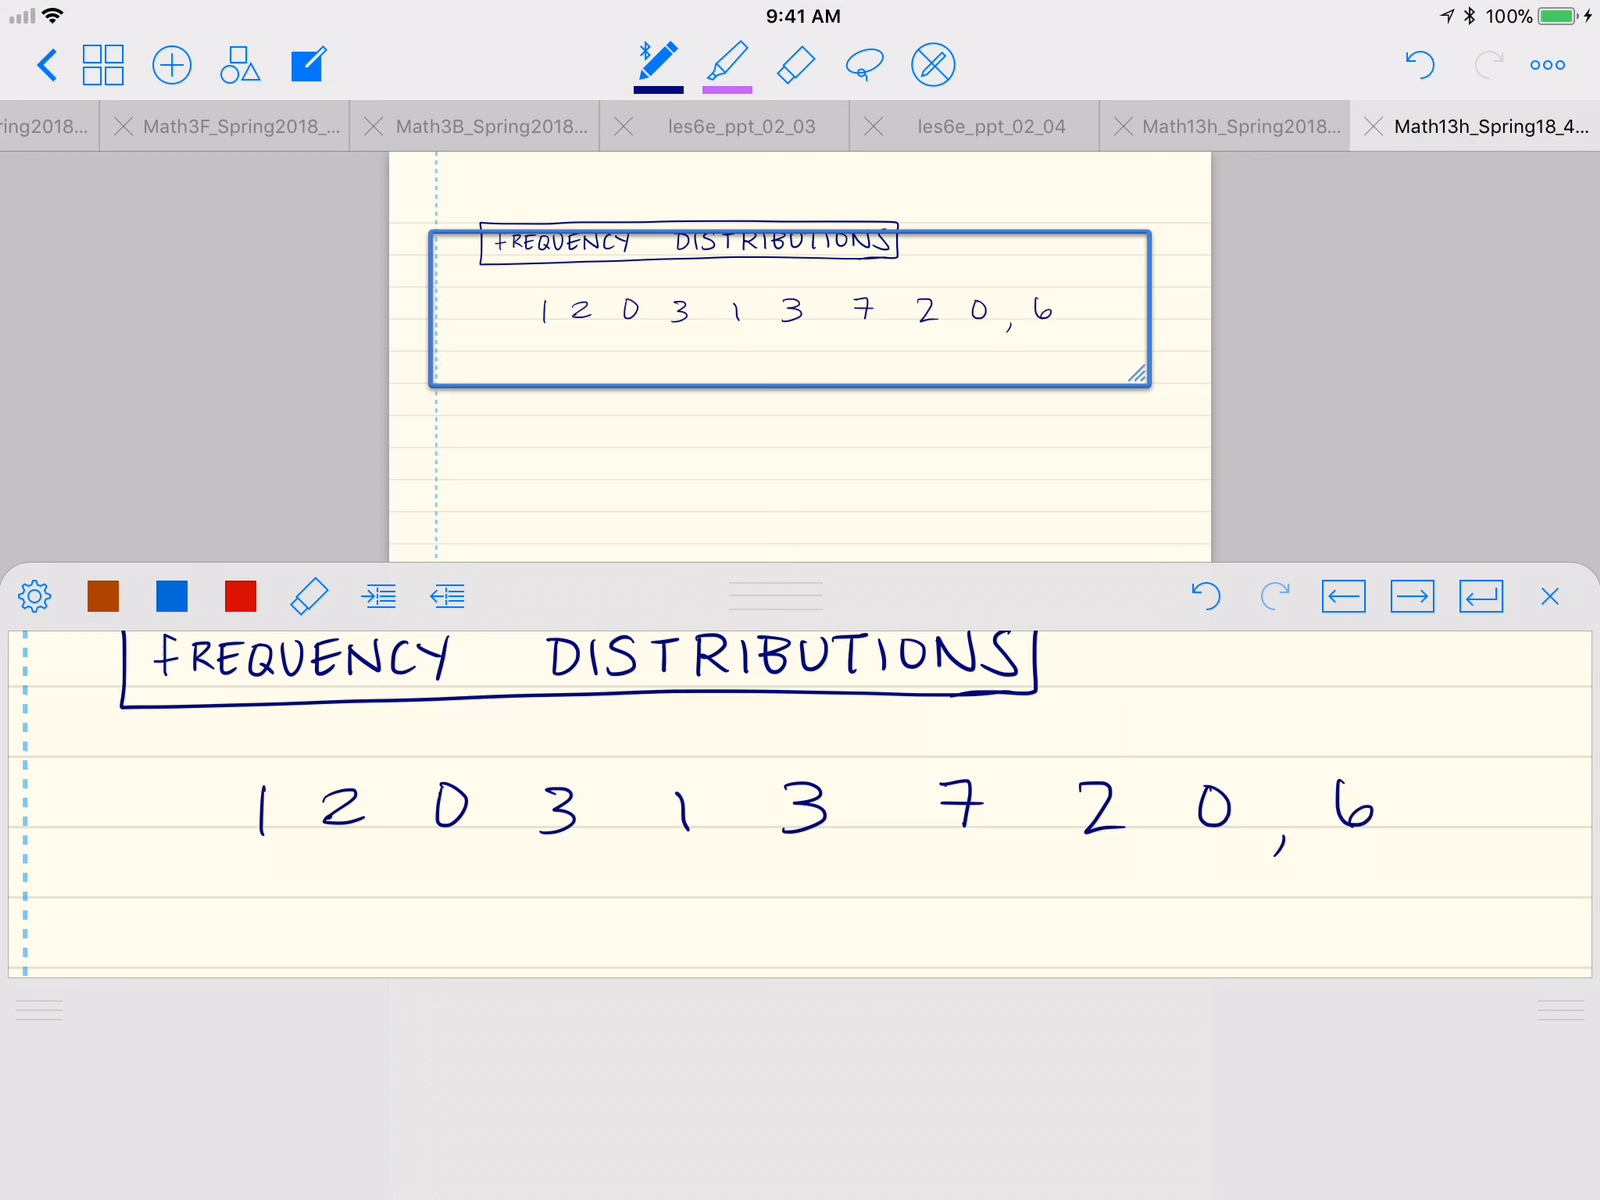 9:41 AM
100%
ring2018...
Math3F_Spring2018_...
Math3B_Spring2018...
les6e_ppt_02_03
les6e_ppt_02_04
Math13h_Spring2018...
Math13h_Spring18_4...
FREQUENCY DISTRIBUTIONS
1 2 0 3 1 3 7 2 0 , 6
FREQUENCY DISTRIBUTIONS
1 2 0 3 1 3 7 2 0 , 6